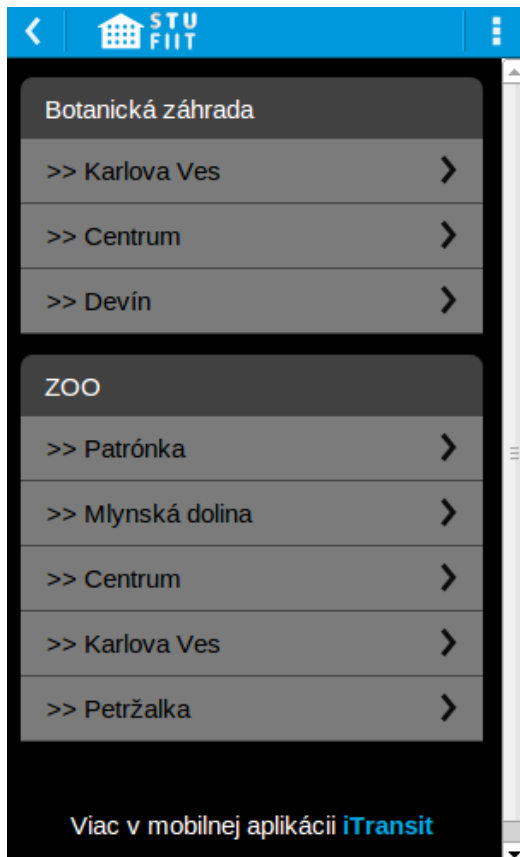 STU
FIIT
Botanická záhrada
>> Karlova Ves
>> Centrum
>> Devín
ZOO
>> Patrónka
>> Mlynská dolina
>> Centrum
>> Karlova Ves
>> Petržalka
Viac v mobilnej aplikácii iTransit